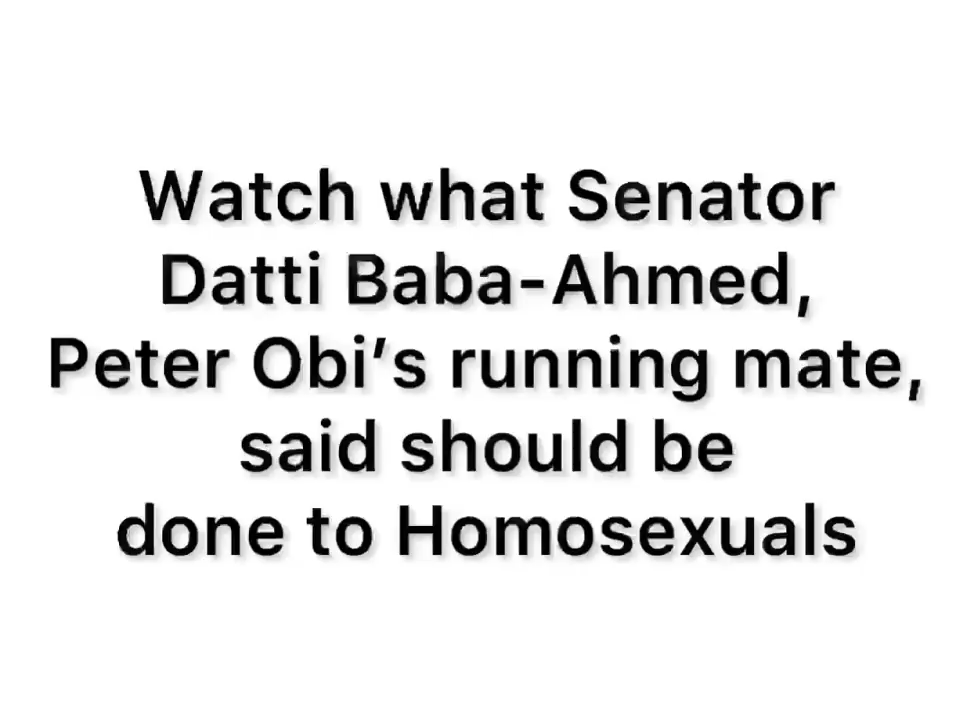 Watch what Senator
Datti Baba-Ahmed,
Peter Obi’s running mate,
said should be
done to Homosexuals